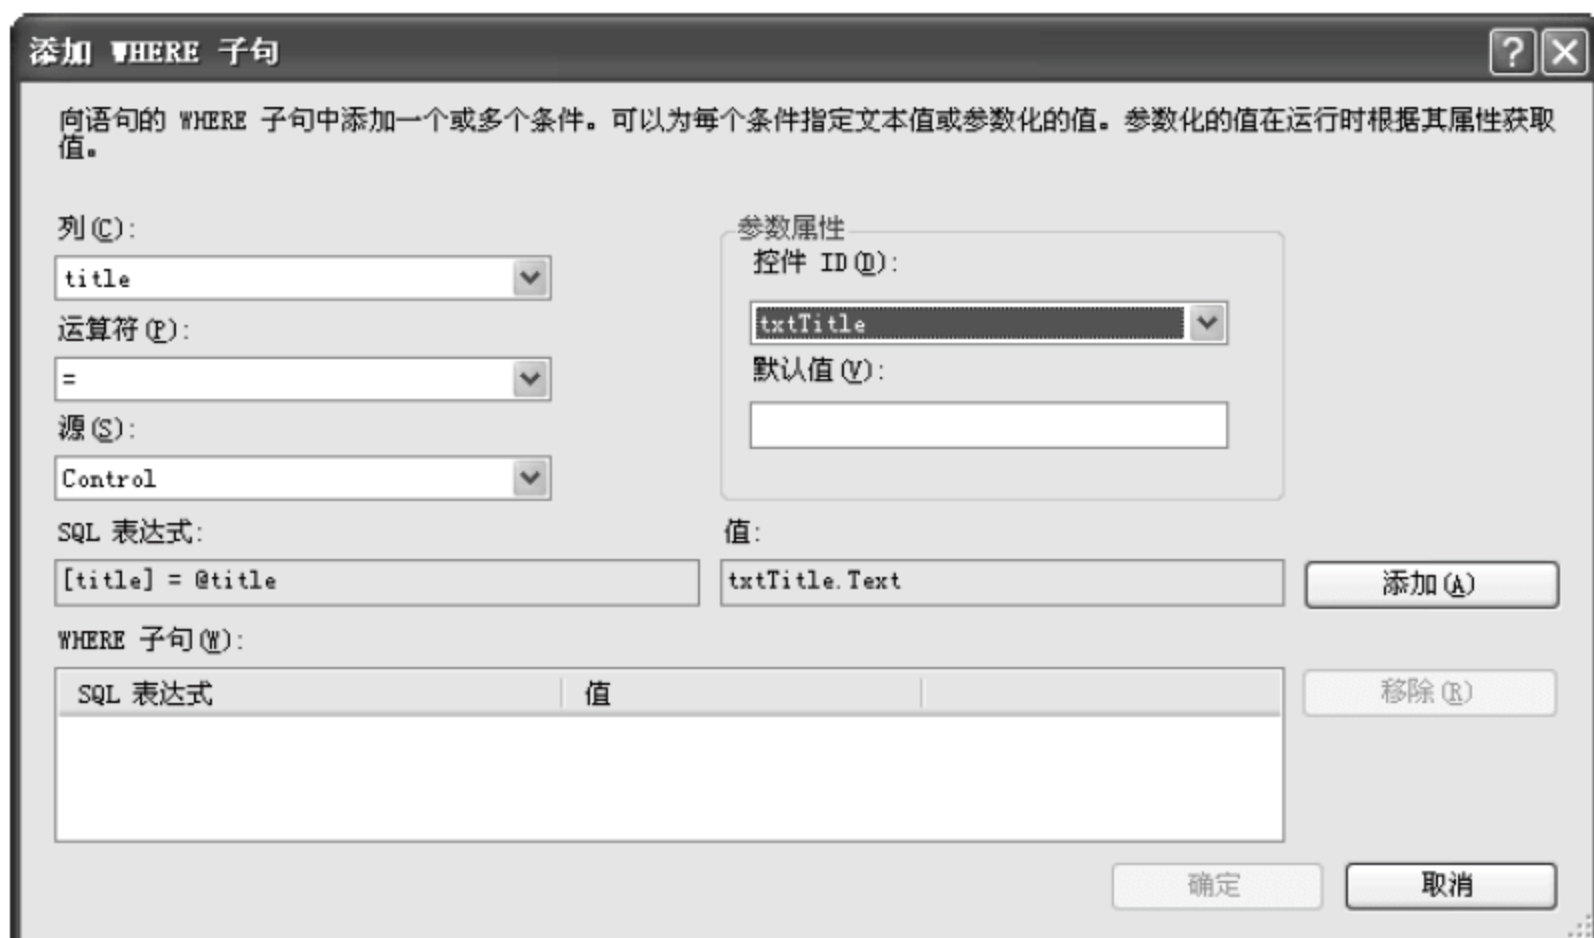 添加 WHERE 子句
向语句的 WHERE 子句中添加一个或多个条件。可以为每个条件指定文本值或参数化的值。参数化的值在运行时根据其属性获取
值。
列(C):
title
运算符(P):
=
源(S):
Control
参数属性
控件 ID(D):
txtTitle
默认值(V):
SQL 表达式:
[title] = @title
值:
txtTitle.Text
添加(A)
WHERE 子句(W):
SQL 表达式 值
移除(R)
确定 取消